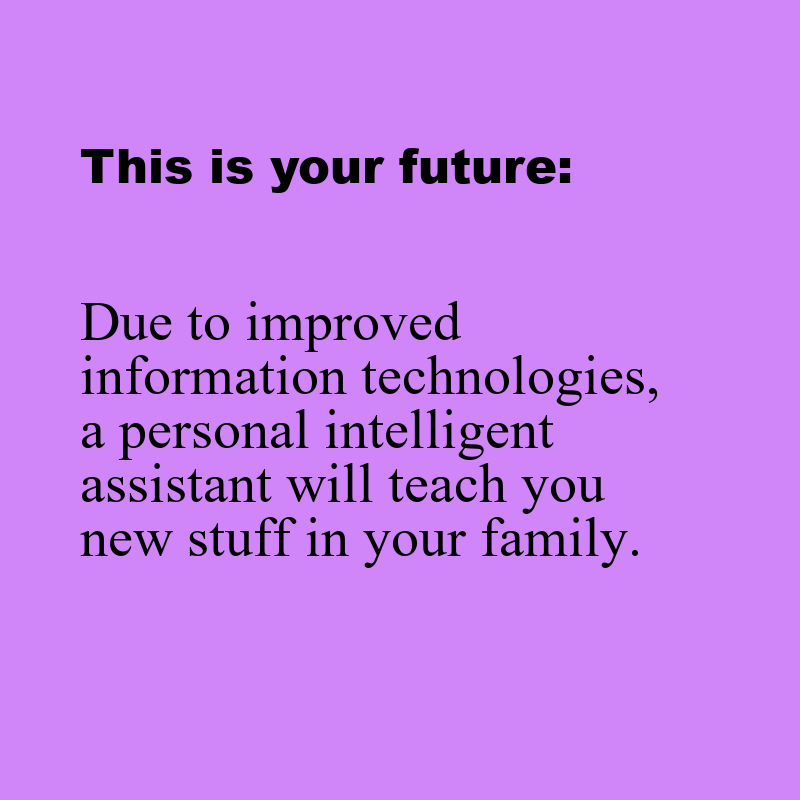 This is your future:
Due to improved
information technologies,
a personal intelligent
assistant will teach you
new stuff in your family.